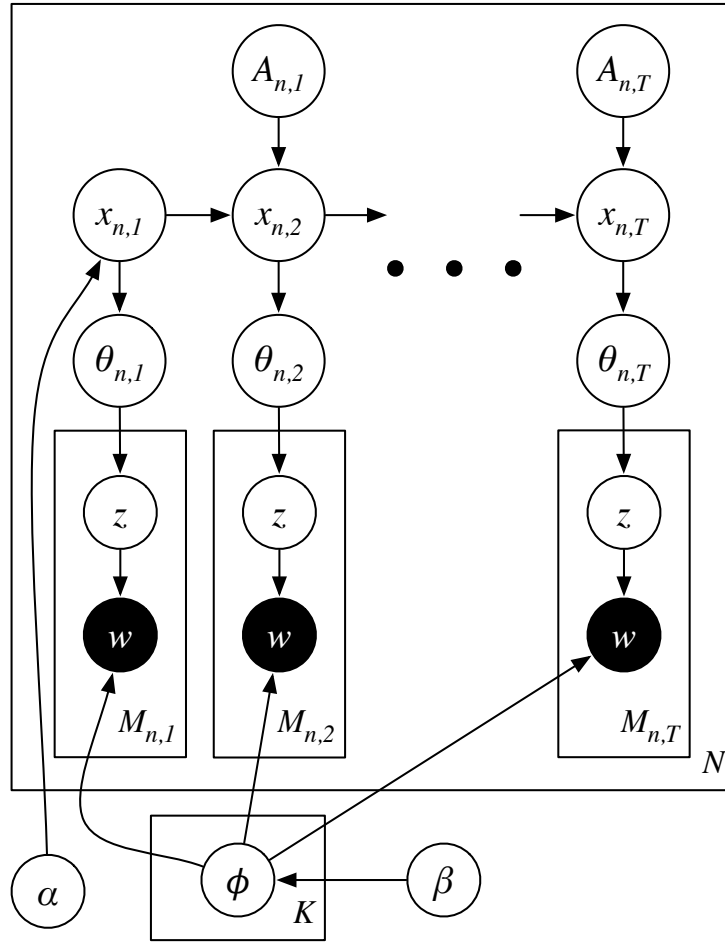 A_{n,1} A_{n,T}
x_{n,1} x_{n,2} x_{n,T}
θ_{n,1} θ_{n,2} θ_{n,T}
z z z
w w w
M_{n,1} M_{n,2} M_{n,T}
N
α ϕ β
K